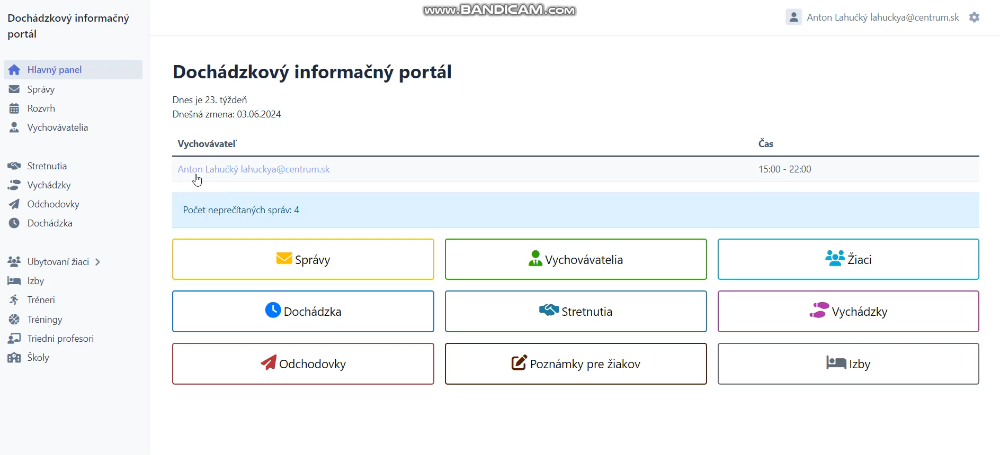 Dochádzkový informačný
portál
Hlavný panel
Správy
Rozvrh
Vychovávatelia
Stretnutia
Vychádzky
Odchodovky
Dochádzka
Ubytovaní žiaci
Izby
Tréneri
Tréningy
Triedni profesori
Školy
www.BANDICAM.com
Anton Lahučký lahuckya@centrum.sk
Dochádzkový informačný portál
Dnes je 23. týždeň
Dnešná zmena: 03.06.2024
Vychovávateľ Čas
Anton Lahučký lahuckya@centrum.sk 15:00 - 22:00
Počet neprečítaných správ: 4
Správy Vychovávatelia Žiaci
Dochádzka Stretnutia Vychádzky
Odchodovky Poznámky pre žiakov Izby